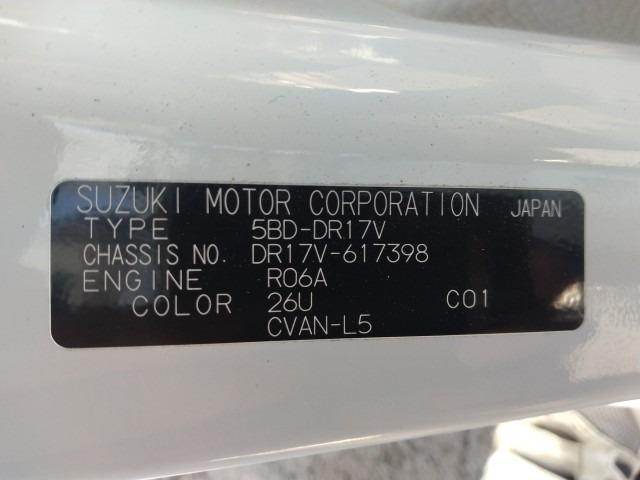 SUZUKI MOTOR CORPORATION JAPAN
TYPE 5BD-DR17V
CHASSIS NO. DR17V-617398
ENGINE R06A
COLOR 26U C01
CVAN-L5